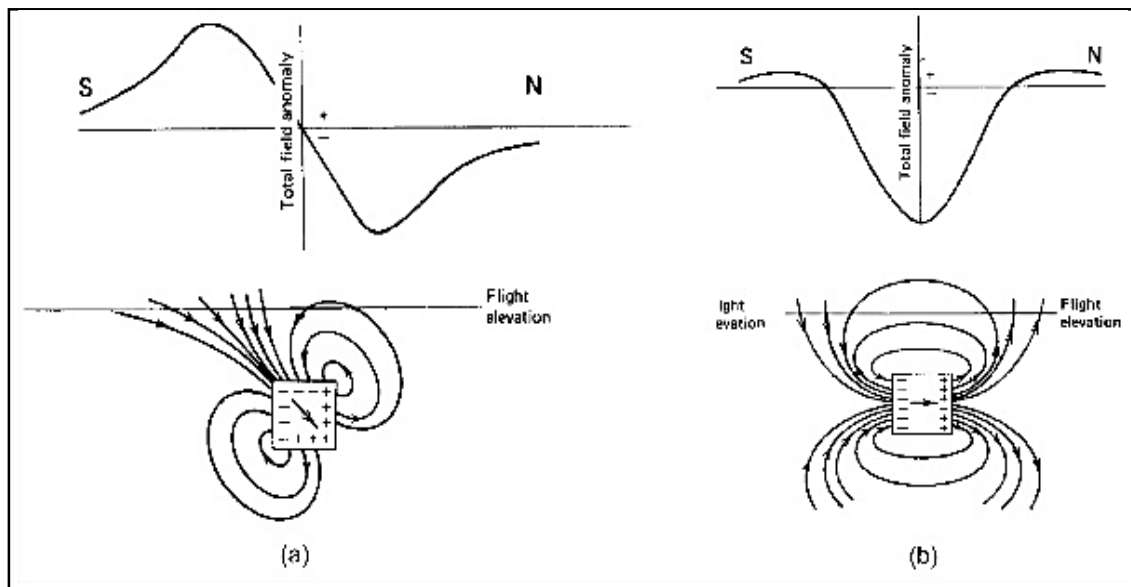 S
Total field anomaly
+
−
N
Flight
elevation
− − − − +
− +
− +
− + + +
(a)
S
Total field anomaly
+
−
N
ight
evation
Flight
elevation
− +
− +
− +
− +
− +
(b)